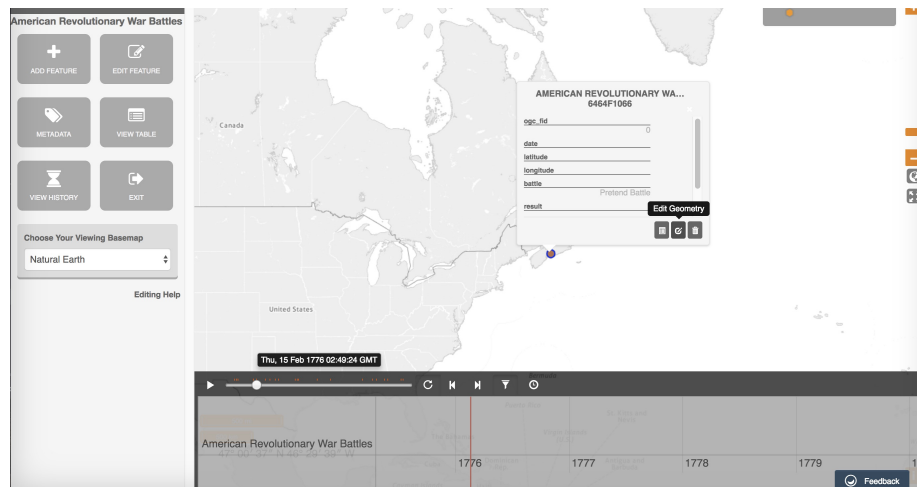 American Revolutionary War Battles
ADD FEATURE
EDIT FEATURE
METADATA
VIEW TABLE
VIEW HISTORY
EXIT
Choose Your Viewing Basemap
Natural Earth
Editing Help
Canada
United States
AMERICAN REVOLUTIONARY WA...
6464F1066
ogc_fid
0
date
latitude
longitude
battle
Pretend Battle
result
Edit Geometry
Thu, 15 Feb 1776 02:49:24 GMT
Bermuda
American Revolutionary War Battles
1776
1777
1778
1779
1
Feedback